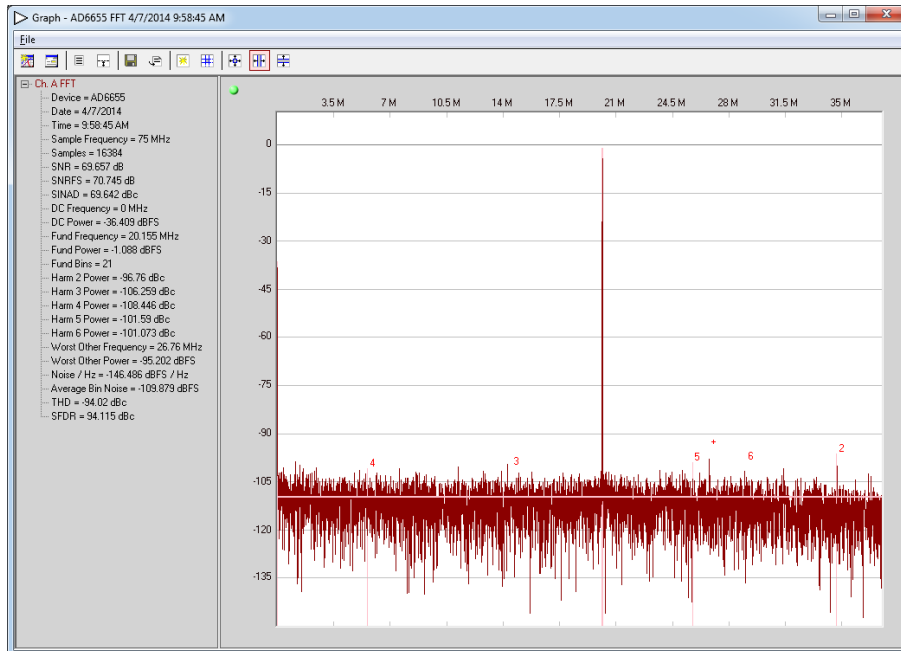 Graph - AD6655 FFT 4/7/2014 9:58:45 AM
File
Ch. A FFT
Device = AD6655
Date = 4/7/2014
Time = 9:58:45 AM
Sample Frequency = 75 MHz
Samples = 16384
SNR = 69.657 dB
SNRFS = 70.745 dB
SINAD = 69.642 dBc
DC Frequency = 0 MHz
DC Power = -36.409 dBFS
Fund Frequency = 20.155 MHz
Fund Power = -1.088 dBFS
Fund Bins = 21
Harm 2 Power = -96.76 dBc
Harm 3 Power = -106.259 dBc
Harm 4 Power = -108.446 dBc
Harm 5 Power = -101.59 dBc
Harm 6 Power = -101.073 dBc
Worst Other Frequency = 26.76 MHz
Worst Other Power = -95.202 dBFS
Noise / Hz = -146.486 dBFS / Hz
Average Bin Noise = -109.879 dBFS
THD = -94.02 dBc
SFDR = 94.115 dBc
3.5 M 7 M 10.5 M 14 M 17.5 M 21 M 24.5 M 28 M 31.5 M 35 M
0
-15
-30
-45
-60
-75
-90
+
4 3 5 6 2
-105
-120
-135